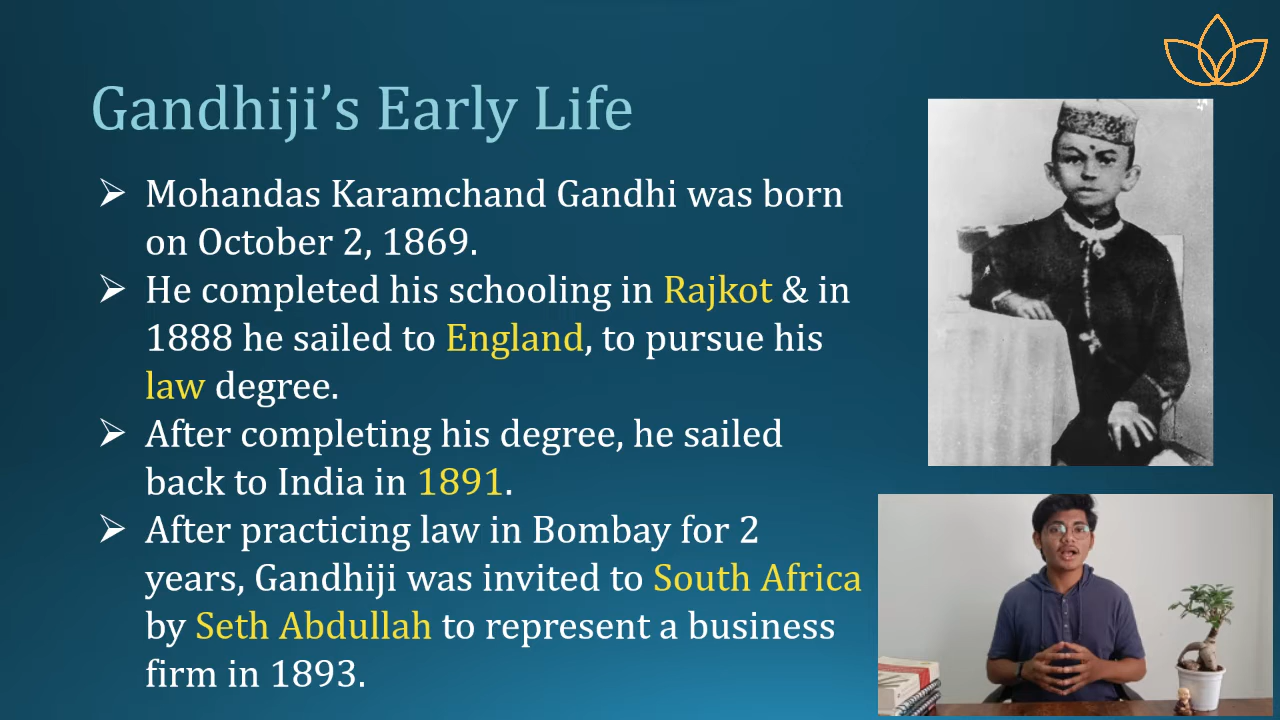 Gandhiji’s Early Life
➢ Mohandas Karamchand Gandhi was born
on October 2, 1869.
➢ He completed his schooling in Rajkot & in
1888 he sailed to England, to pursue his
law degree.
➢ After completing his degree, he sailed
back to India in 1891.
➢ After practicing law in Bombay for 2
years, Gandhiji was invited to South Africa
by Seth Abdullah to represent a business
firm in 1893.